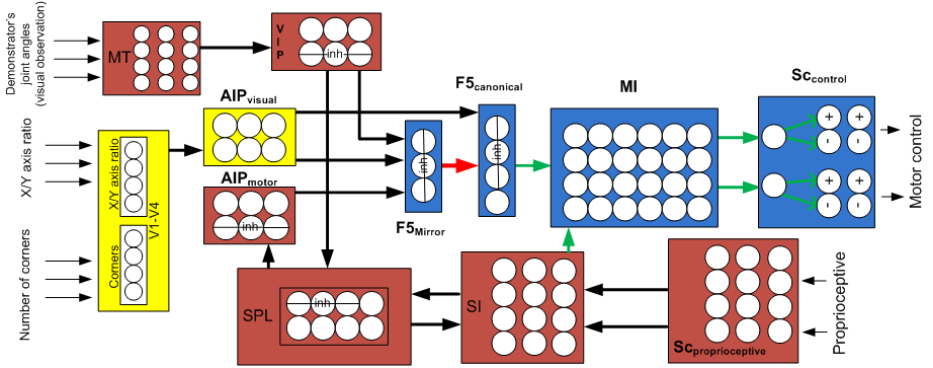 Demonstrator's
joint angles
(visual observation)
MT
V
I
P
inh
AIPvisual
F5canonical
MI
Sccontrol
+
+
-
-
+
+
-
-
Motor control
X/Y axis ratio
X/Y axis ratio
V1-V4
Corners
Number of corners
AIPmotor
inh
inh
F5Mirror
inh
SPL
inh
SI
Scproprioceptive
Proprioceptive